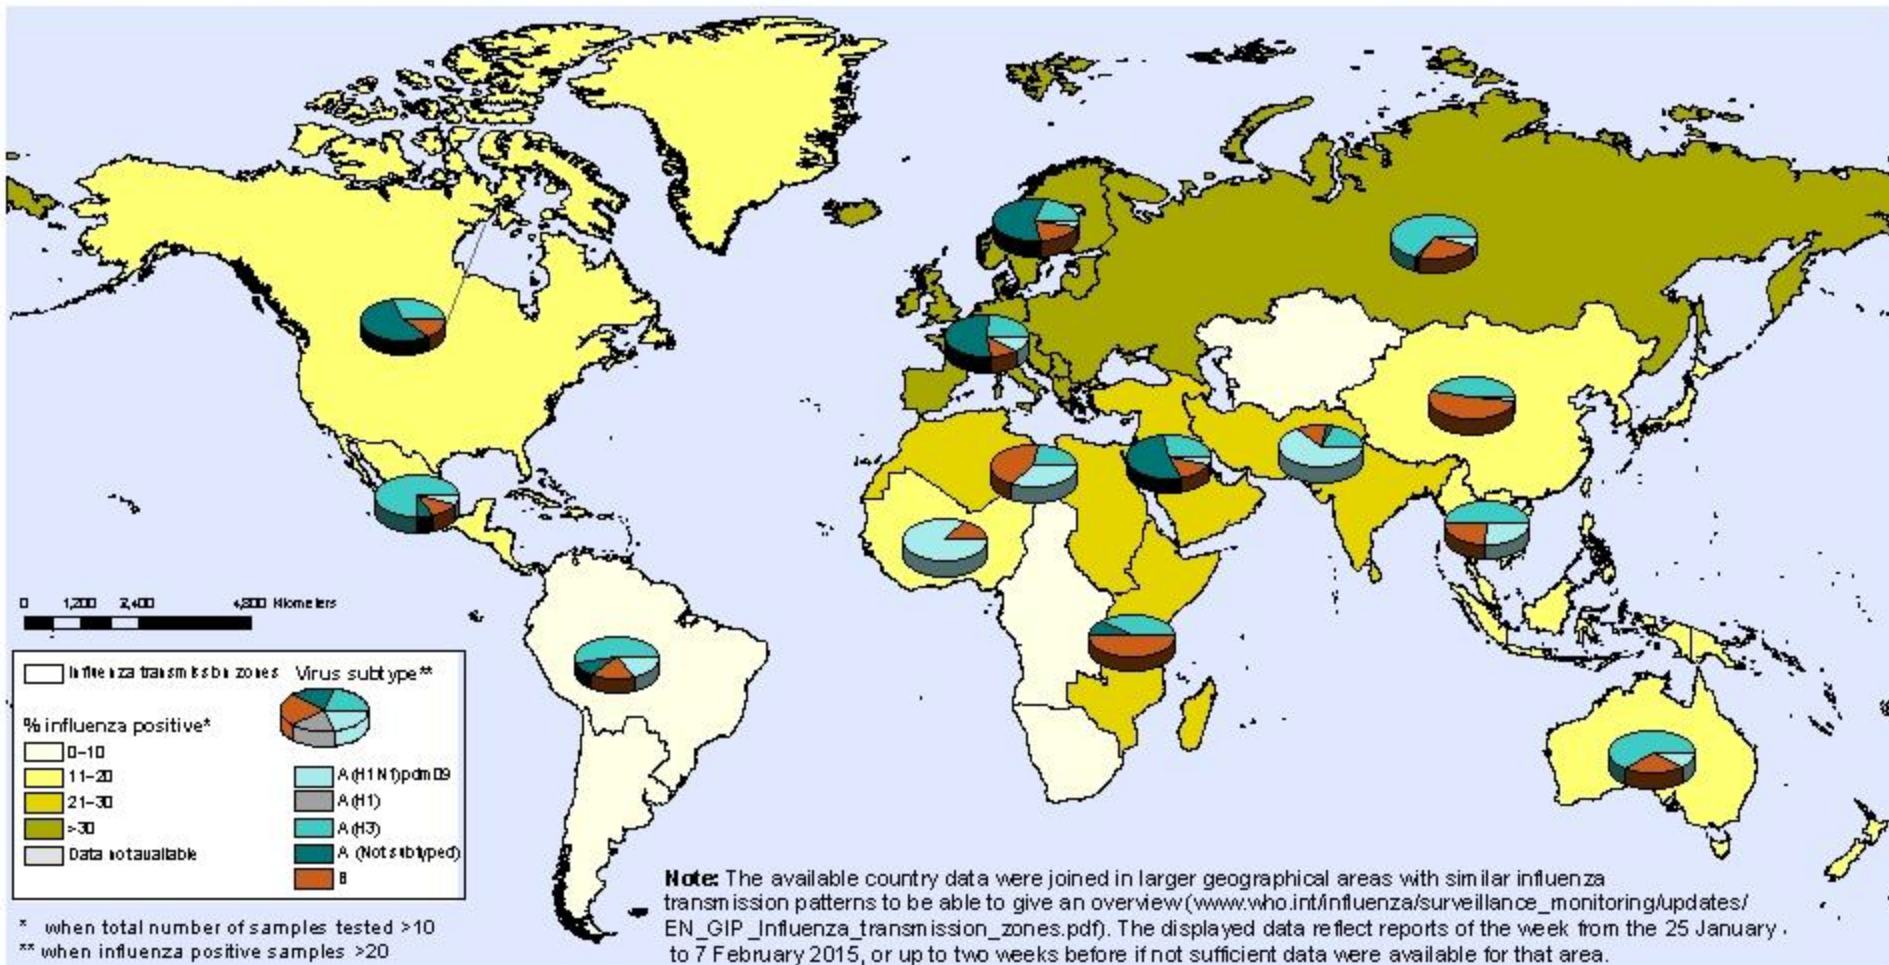 0 1,200 2,400 4,800 Kilometers
Influenza transmission zones
Virus subtype**
% influenza positive*
0-10
11-20
21-30
>30
Data not available
A(H1N1)pdm09
A(H1)
A(H3)
A (Not subtyped)
B
* when total number of samples tested >10
** when influenza positive samples >20
Note: The available country data were joined in larger geographical areas with similar influenza
transmission patterns to be able to give an overview (www.who.int/influenza/surveillance_monitoring/updates/
EN_GIP_Influenza_transmission_zones.pdf). The displayed data reflect reports of the week from the 25 January
to 7 February 2015, or up to two weeks before if not sufficient data were available for that area.